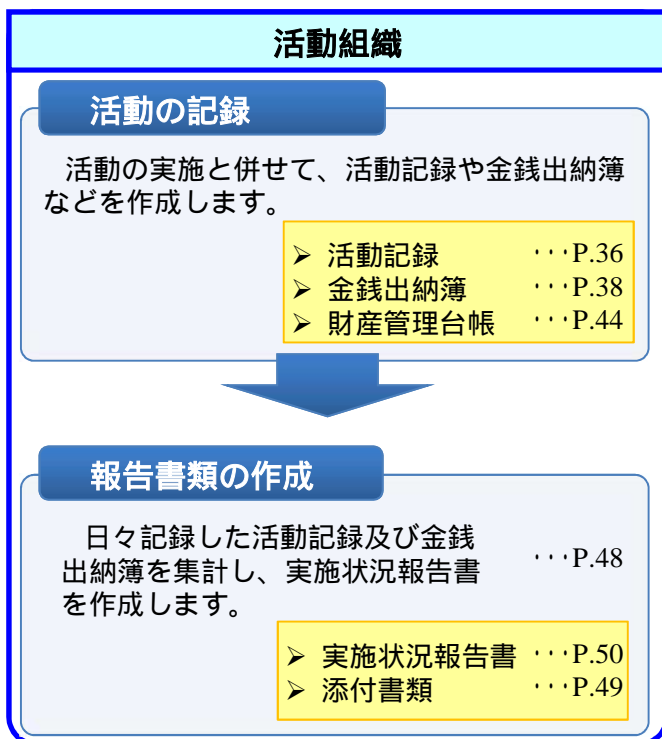 活動組織
活動の記録
活動の実施と併せて、活動記録や金銭出納簿
などを作成します。
➢ 活動記録 ･･･P.36
➢ 金銭出納簿 ･･･P.38
➢ 財産管理台帳 ･･･P.44
報告書類の作成
日々記録した活動記録及び金銭
出納簿を集計し、実施状況報告書 ･･･P.48
を作成します。
➢ 実施状況報告書 ･･･P.50
➢ 添付書類 ･･･P.49